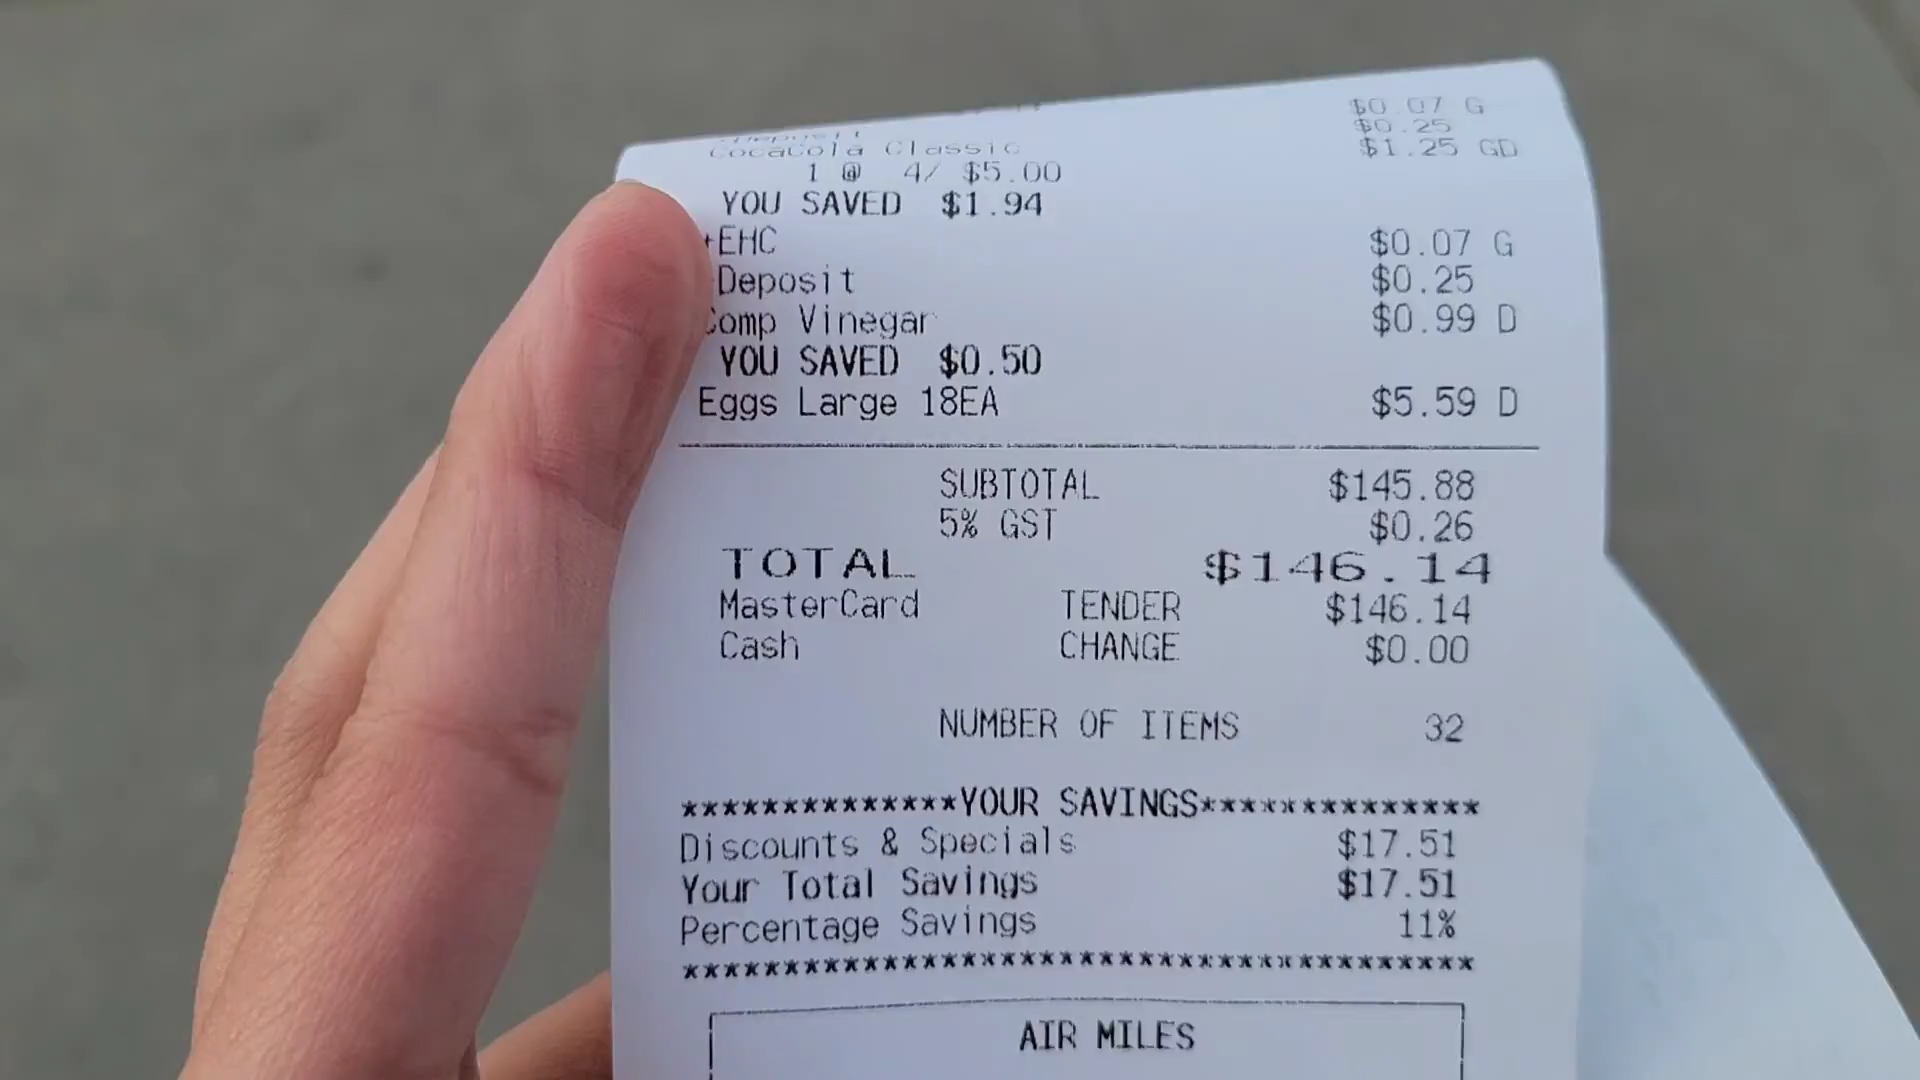 $0.07 G
Deposit $0.25
CocaCola Classic $1.25 GD
1 @ 4/ $5.00
YOU SAVED $1.94
+EHC $0.07 G
Deposit $0.25
Comp Vinegar $0.99 D
YOU SAVED $0.50
Eggs Large 18EA $5.59 D
SUBTOTAL $145.88
5% GST $0.26
TOTAL $146.14
MasterCard TENDER $146.14
Cash CHANGE $0.00
NUMBER OF ITEMS 32
**************YOUR SAVINGS**************
Discounts & Specials $17.51
Your Total Savings $17.51
Percentage Savings 11%
****************************************
AIR MILES